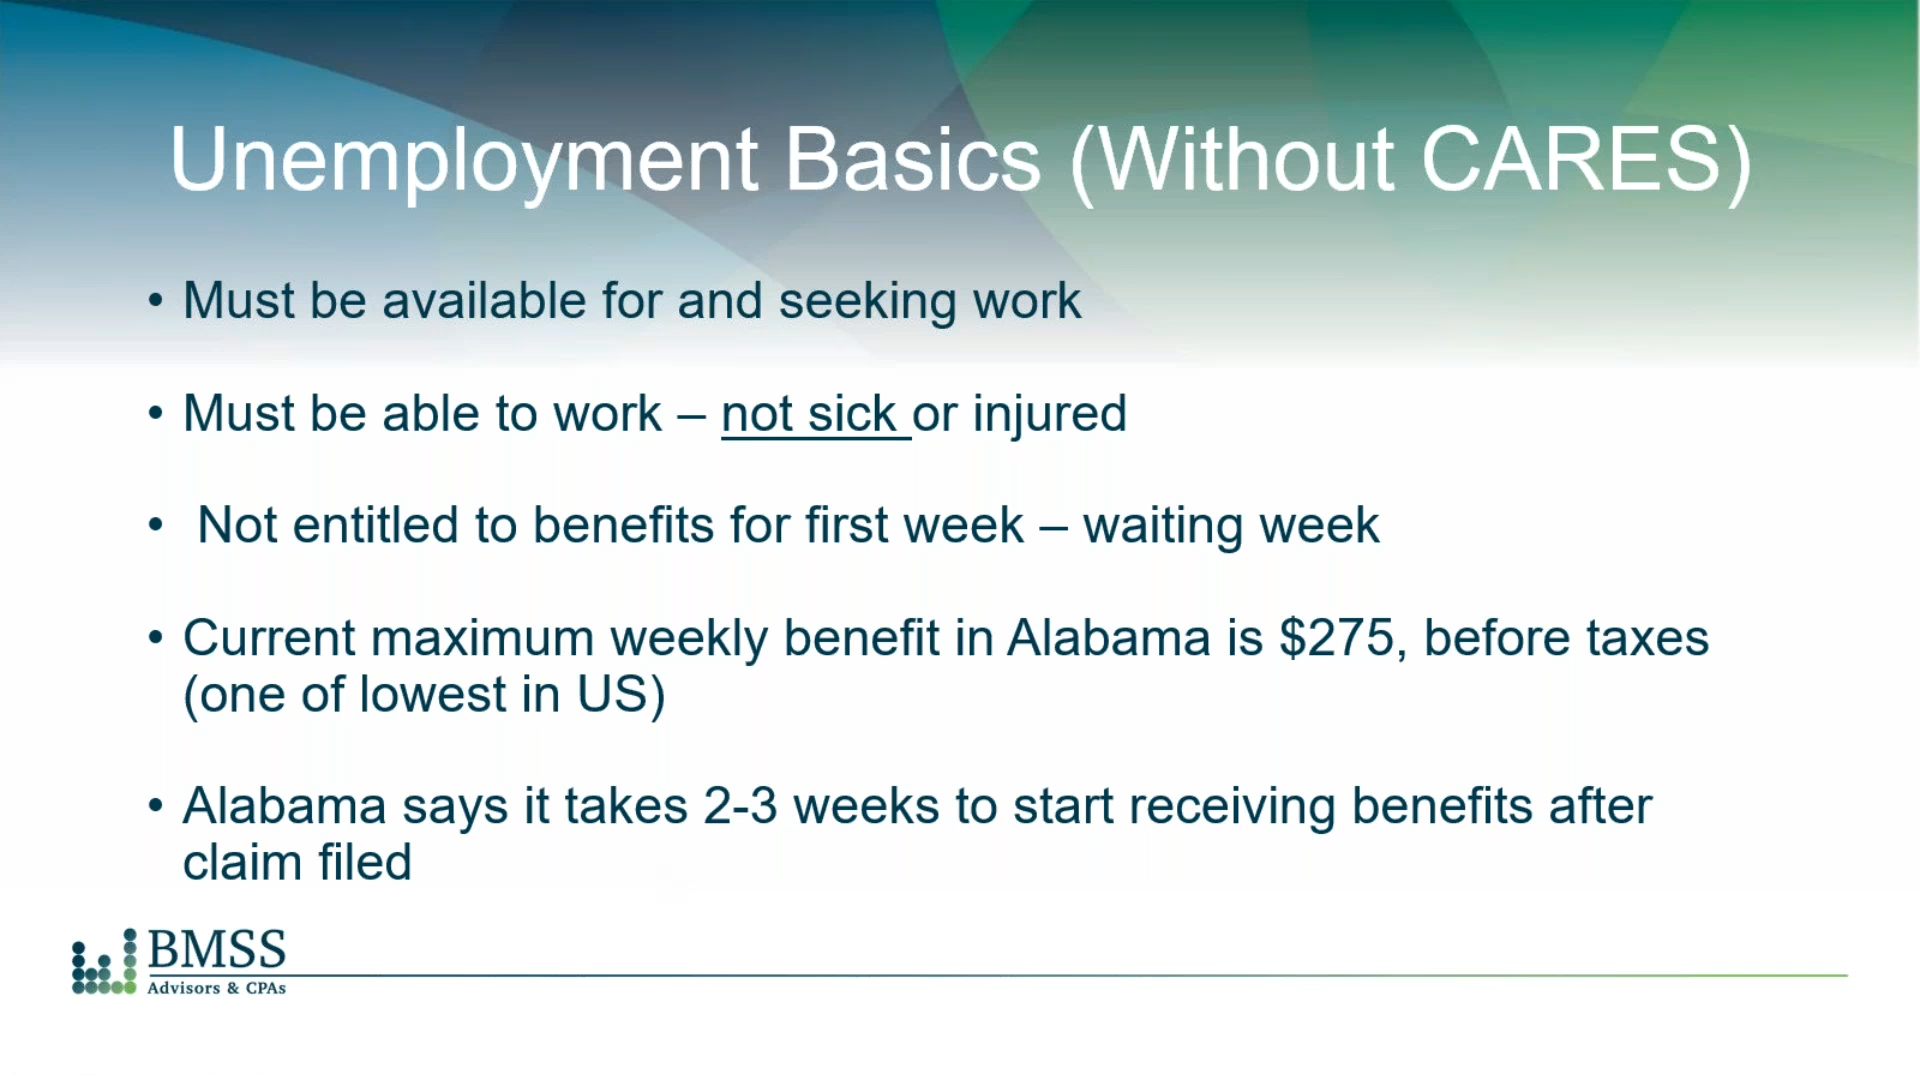 Unemployment Basics (Without CARES)
• Must be available for and seeking work
• Must be able to work – not sick or injured
• Not entitled to benefits for first week – waiting week
• Current maximum weekly benefit in Alabama is $275, before taxes
(one of lowest in US)
• Alabama says it takes 2-3 weeks to start receiving benefits after
claim filed
BMSS
Advisors & CPAs